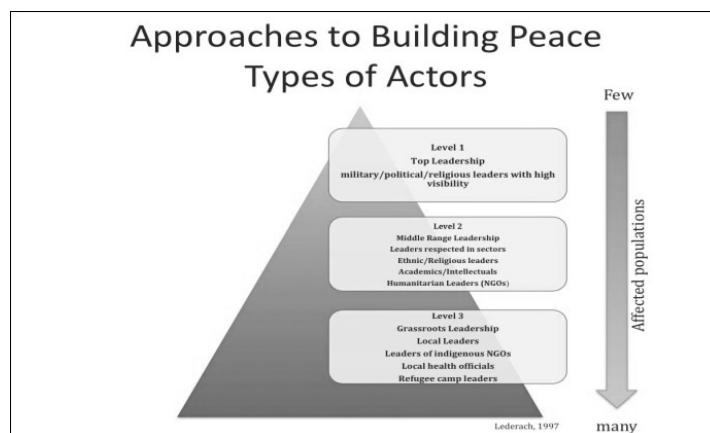 Approaches to Building Peace
Types of Actors
Few
Level 1
Top Leadership
military/political/religious leaders with high
visibility
Level 2
Middle Range Leadership
Leaders respected in sectors
Ethnic/Religious leaders
Academics/Intellectuals
Humanitarian Leaders (NGOs)
Level 3
Grassroots Leadership
Local Leaders
Leaders of indigenous NGOs
Local health officials
Refugee camp leaders
Affected populations
many
Lederach, 1997